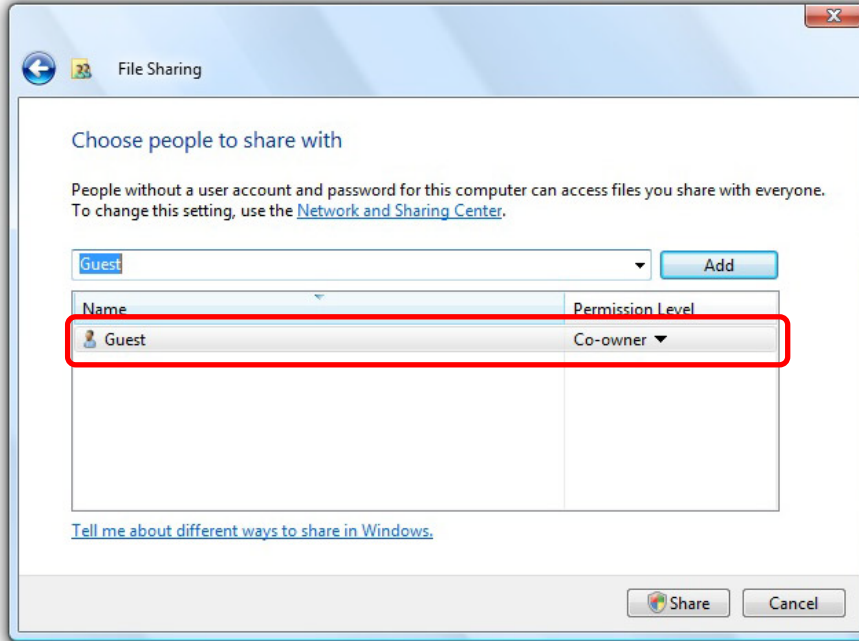 File Sharing
Choose people to share with
People without a user account and password for this computer can access files you share with everyone.
To change this setting, use the Network and Sharing Center.
Guest Add
Name Permission Level
Guest Co-owner
Tell me about different ways to share in Windows.
Share Cancel